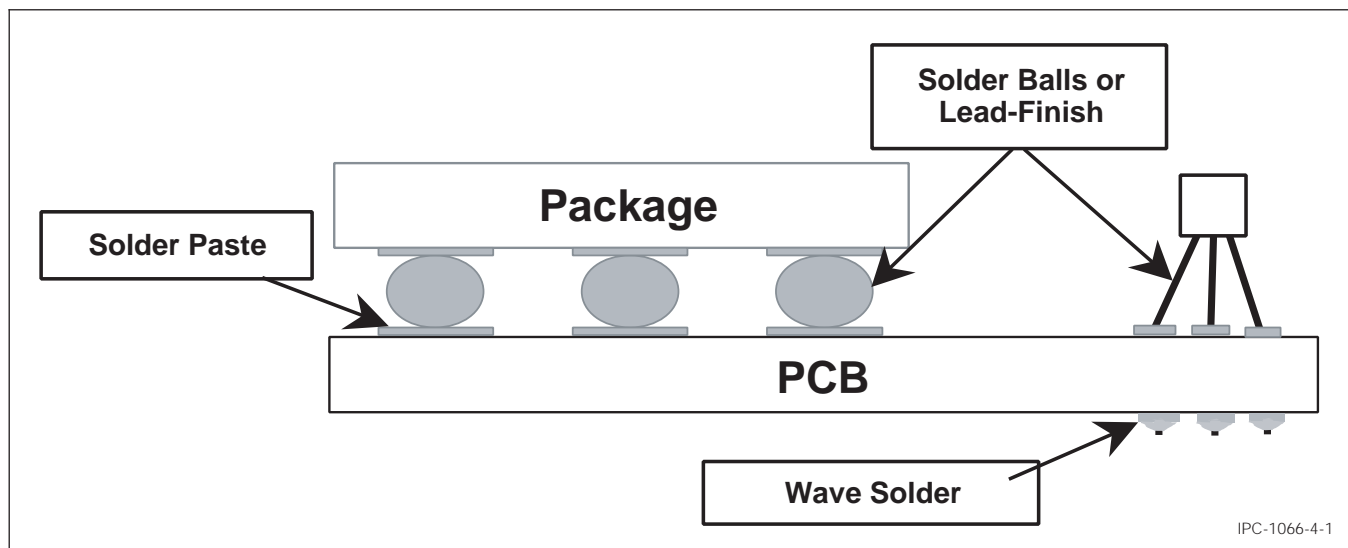 Solder Balls or
Lead-Finish
Package
Solder Paste
PCB
Wave Solder
IPC-1066-4-1